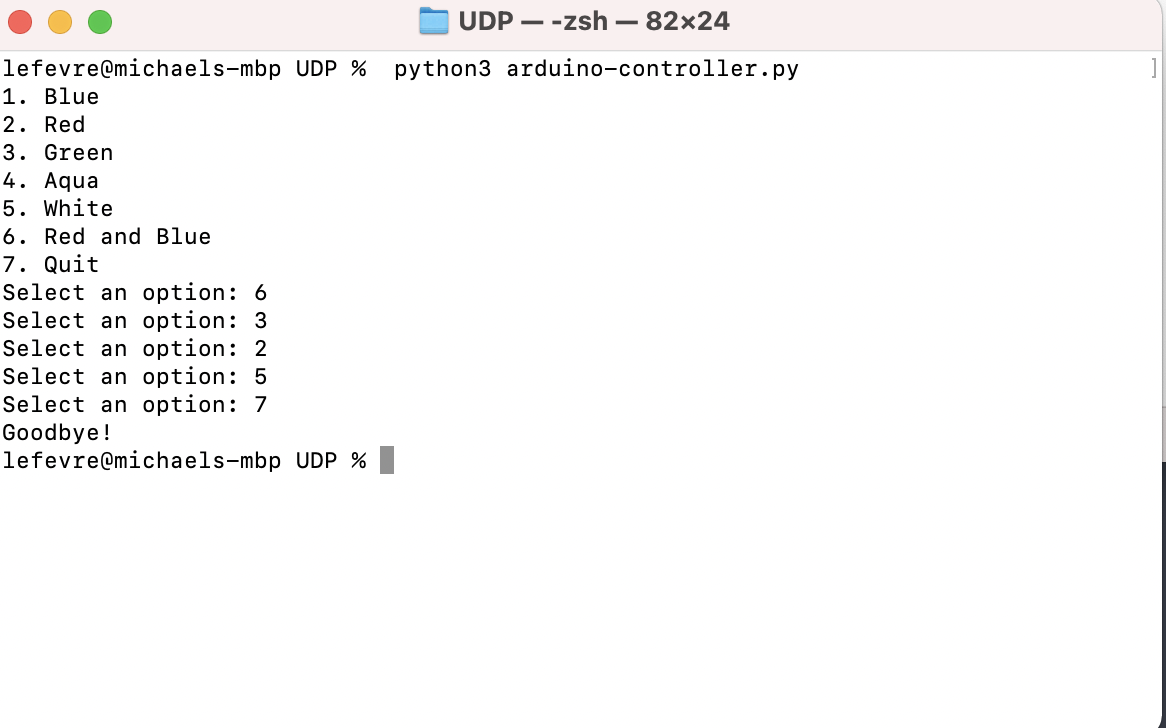 UDP — -zsh — 82×24
lefevre@michaels-mbp UDP %  python3 arduino-controller.py ]
1. Blue
2. Red
3. Green
4. Aqua
5. White
6. Red and Blue
7. Quit
Select an option: 6
Select an option: 3
Select an option: 2
Select an option: 5
Select an option: 7
Goodbye!
lefevre@michaels-mbp UDP %